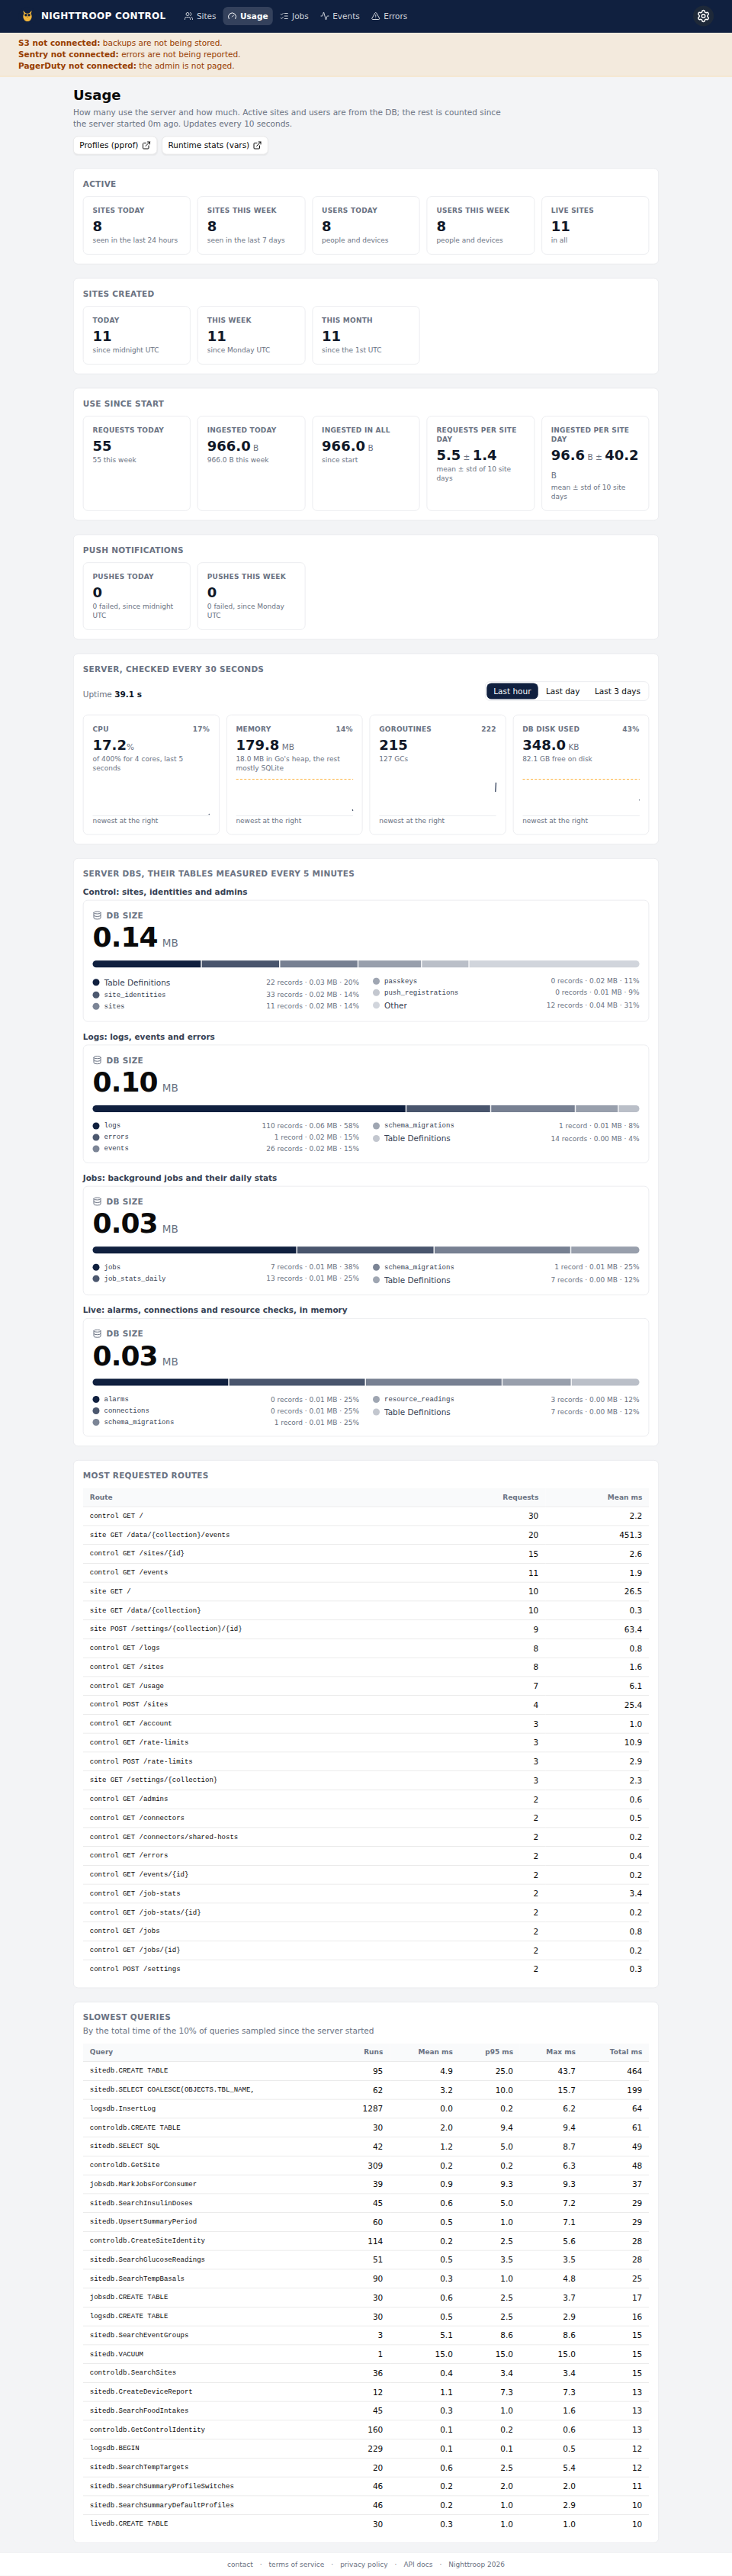 NIGHTTROOP CONTROL Sites Usage Jobs Events Errors
S3 not connected: backups are not being stored.
Sentry not connected: errors are not being reported.
PagerDuty not connected: the admin is not paged.
Usage
How many use the server and how much. Active sites and users are from the DB; the rest is counted since
the server started 0m ago. Updates every 10 seconds.
Profiles (pprof) Runtime stats (vars)
ACTIVE
SITES TODAY
8
seen in the last 24 hours
SITES THIS WEEK
8
seen in the last 7 days
USERS TODAY
8
people and devices
USERS THIS WEEK
8
people and devices
LIVE SITES
11
in all
SITES CREATED
TODAY
11
since midnight UTC
THIS WEEK
11
since Monday UTC
THIS MONTH
11
since the 1st UTC
USE SINCE START
REQUESTS TODAY
55
55 this week
INGESTED TODAY
966.0 B
966.0 B this week
INGESTED IN ALL
966.0 B
since start
REQUESTS PER SITE
DAY
5.5 ± 1.4
mean ± std of 10 site
days
INGESTED PER SITE
DAY
96.6 B ± 40.2
B
mean ± std of 10 site
days
PUSH NOTIFICATIONS
PUSHES TODAY
0
0 failed, since midnight
UTC
PUSHES THIS WEEK
0
0 failed, since Monday
UTC
SERVER, CHECKED EVERY 30 SECONDS
Uptime 39.1 s
Last hour Last day Last 3 days
CPU 17%
17.2%
of 400% for 4 cores, last 5
seconds
newest at the right
MEMORY 14%
179.8 MB
18.0 MB in Go's heap, the rest
mostly SQLite
newest at the right
GOROUTINES 222
215
127 GCs
newest at the right
DB DISK USED 43%
348.0 KB
82.1 GB free on disk
newest at the right
SERVER DBS, THEIR TABLES MEASURED EVERY 5 MINUTES
Control: sites, identities and admins
DB SIZE
0.14 MB
Table Definitions 22 records · 0.03 MB · 20%
site_identities 33 records · 0.02 MB · 14%
sites 11 records · 0.02 MB · 14%
passkeys 0 records · 0.02 MB · 11%
push_registrations 0 records · 0.01 MB · 9%
Other 12 records · 0.04 MB · 31%
Logs: logs, events and errors
DB SIZE
0.10 MB
logs 110 records · 0.06 MB · 58%
errors 1 record · 0.02 MB · 15%
events 26 records · 0.02 MB · 15%
schema_migrations 1 record · 0.01 MB · 8%
Table Definitions 14 records · 0.00 MB · 4%
Jobs: background jobs and their daily stats
DB SIZE
0.03 MB
jobs 7 records · 0.01 MB · 38%
job_stats_daily 13 records · 0.01 MB · 25%
schema_migrations 1 record · 0.01 MB · 25%
Table Definitions 7 records · 0.00 MB · 12%
Live: alarms, connections and resource checks, in memory
DB SIZE
0.03 MB
alarms 0 records · 0.01 MB · 25%
connections 0 records · 0.01 MB · 25%
schema_migrations 1 record · 0.01 MB · 25%
resource_readings 3 records · 0.00 MB · 12%
Table Definitions 7 records · 0.00 MB · 12%
MOST REQUESTED ROUTES
Route Requests Mean ms
control GET / 30 2.2
site GET /data/{collection}/events 20 451.3
control GET /sites/{id} 15 2.6
control GET /events 11 1.9
site GET / 10 26.5
site GET /data/{collection} 10 0.3
site POST /settings/{collection}/{id} 9 63.4
control GET /logs 8 0.8
control GET /sites 8 1.6
control GET /usage 7 6.1
control POST /sites 4 25.4
control GET /account 3 1.0
control GET /rate-limits 3 10.9
control POST /rate-limits 3 2.9
site GET /settings/{collection} 3 2.3
control GET /admins 2 0.6
control GET /connectors 2 0.5
control GET /connectors/shared-hosts 2 0.2
control GET /errors 2 0.4
control GET /events/{id} 2 0.2
control GET /job-stats 2 3.4
control GET /job-stats/{id} 2 0.2
control GET /jobs 2 0.8
control GET /jobs/{id} 2 0.2
control POST /settings 2 0.3
SLOWEST QUERIES
By the total time of the 10% of queries sampled since the server started
Query Runs Mean ms p95 ms Max ms Total ms
sitedb.CREATE TABLE 95 4.9 25.0 43.7 464
sitedb.SELECT COALESCE(OBJECTS.TBL_NAME, 62 3.2 10.0 15.7 199
logsdb.InsertLog 1287 0.0 0.2 6.2 64
controldb.CREATE TABLE 30 2.0 9.4 9.4 61
sitedb.SELECT SQL 42 1.2 5.0 8.7 49
controldb.GetSite 309 0.2 0.2 6.3 48
jobsdb.MarkJobsForConsumer 39 0.9 9.3 9.3 37
sitedb.SearchInsulinDoses 45 0.6 5.0 7.2 29
sitedb.UpsertSummaryPeriod 60 0.5 1.0 7.1 29
controldb.CreateSiteIdentity 114 0.2 2.5 5.6 28
sitedb.SearchGlucoseReadings 51 0.5 3.5 3.5 28
sitedb.SearchTempBasals 90 0.3 1.0 4.8 25
jobsdb.CREATE TABLE 30 0.6 2.5 3.7 17
logsdb.CREATE TABLE 30 0.5 2.5 2.9 16
sitedb.SearchEventGroups 3 5.1 8.6 8.6 15
sitedb.VACUUM 1 15.0 15.0 15.0 15
controldb.SearchSites 36 0.4 3.4 3.4 15
sitedb.CreateDeviceReport 12 1.1 7.3 7.3 13
sitedb.SearchFoodIntakes 45 0.3 1.0 1.6 13
controldb.GetControlIdentity 160 0.1 0.2 0.6 13
logsdb.BEGIN 229 0.1 0.1 0.5 12
sitedb.SearchTempTargets 20 0.6 2.5 5.4 12
sitedb.SearchSummaryProfileSwitches 46 0.2 2.0 2.0 11
sitedb.SearchSummaryDefaultProfiles 46 0.2 1.0 2.9 10
livedb.CREATE TABLE 30 0.3 1.0 1.0 10
contact · terms of service · privacy policy · API docs · Nighttroop 2026